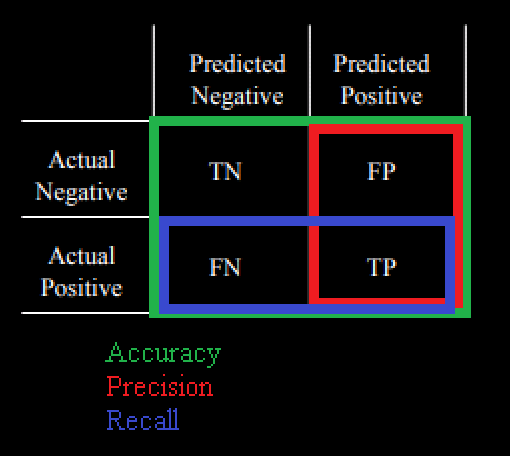 Predicted Negative
Predicted Positive
Actual Negative
TN
FP
Actual Positive
FN
TP
Accuracy
Precision
Recall